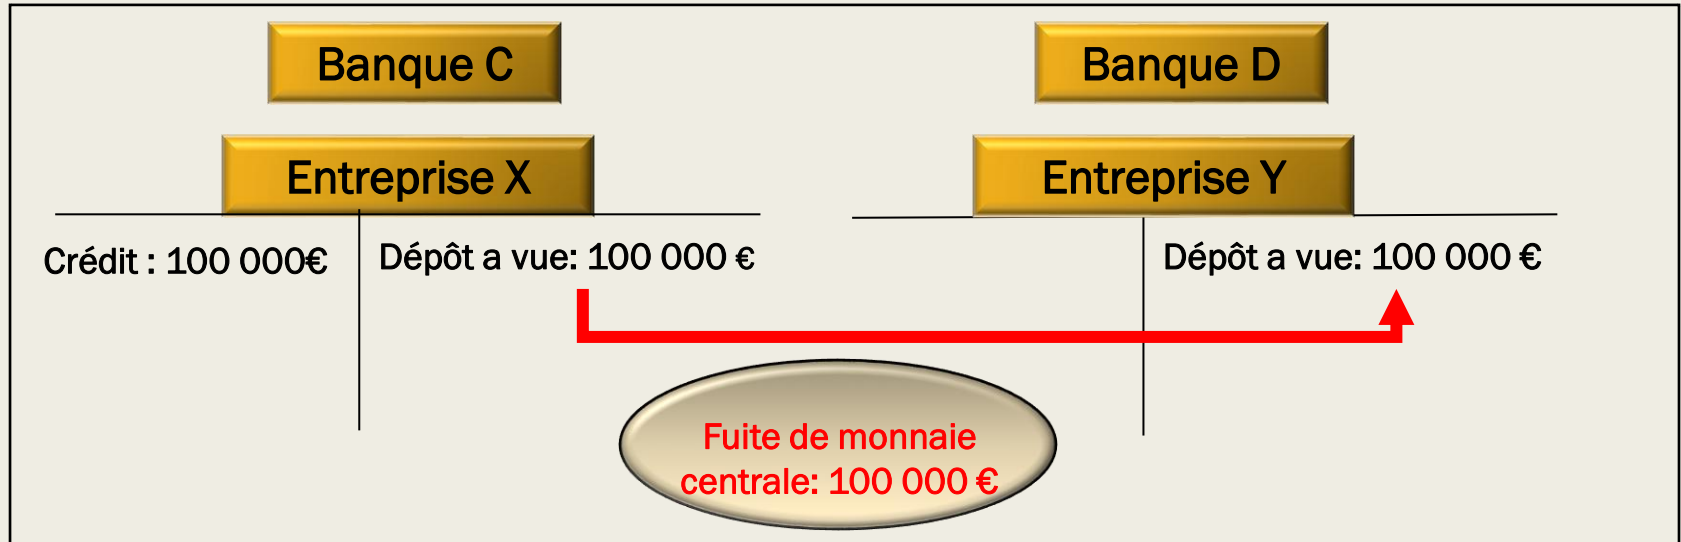 Banque C
Banque D
Entreprise X
Entreprise Y
Crédit : 100 000€
Dépôt a vue: 100 000 €
Dépôt a vue: 100 000 €
Fuite de monnaie
centrale: 100 000 €